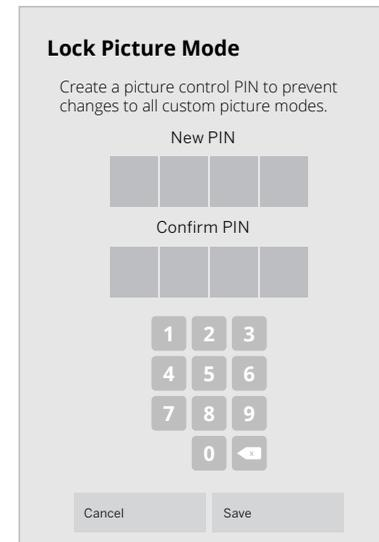 Lock Picture Mode
Create a picture control PIN to prevent
changes to all custom picture modes.
New PIN
Confirm PIN
1 2 3
4 5 6
7 8 9
0 x
Cancel Save